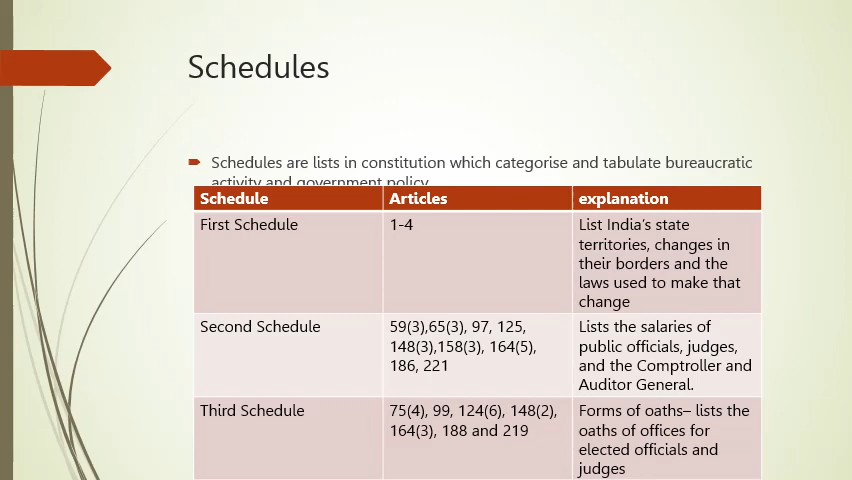 Schedules
Schedules are lists in constitution which categorise and tabulate bureaucratic
activity and government policy
Schedule Articles explanation
First Schedule 1-4 List India's state
territories, changes in
their borders and the
laws used to make that
change
Second Schedule 59(3),65(3), 97, 125, Lists the salaries of
148(3),158(3), 164(5), public officials, judges,
186, 221 and the Comptroller and
Auditor General.
Third Schedule 75(4), 99, 124(6), 148(2), Forms of oaths– lists the
164(3), 188 and 219 oaths of offices for
elected officials and
judges